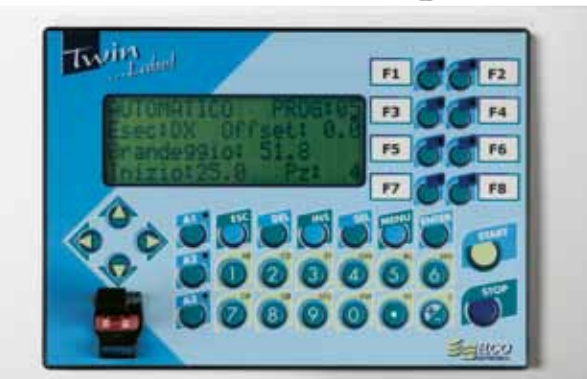 Twin
...Label
AUTOMATICO PROG:05
Esec:DX Offset: 0.0
Brandeggio: 51.8
Inizio:25.0 Pz: 4
F1 F2
F3 F4
F5 F6
F7 F8
A1 ESC DEL INS SEL MENU ENTER
START
A2 1 2 3 4 5 6
STOP
A3 7 8 9 0
ELCO